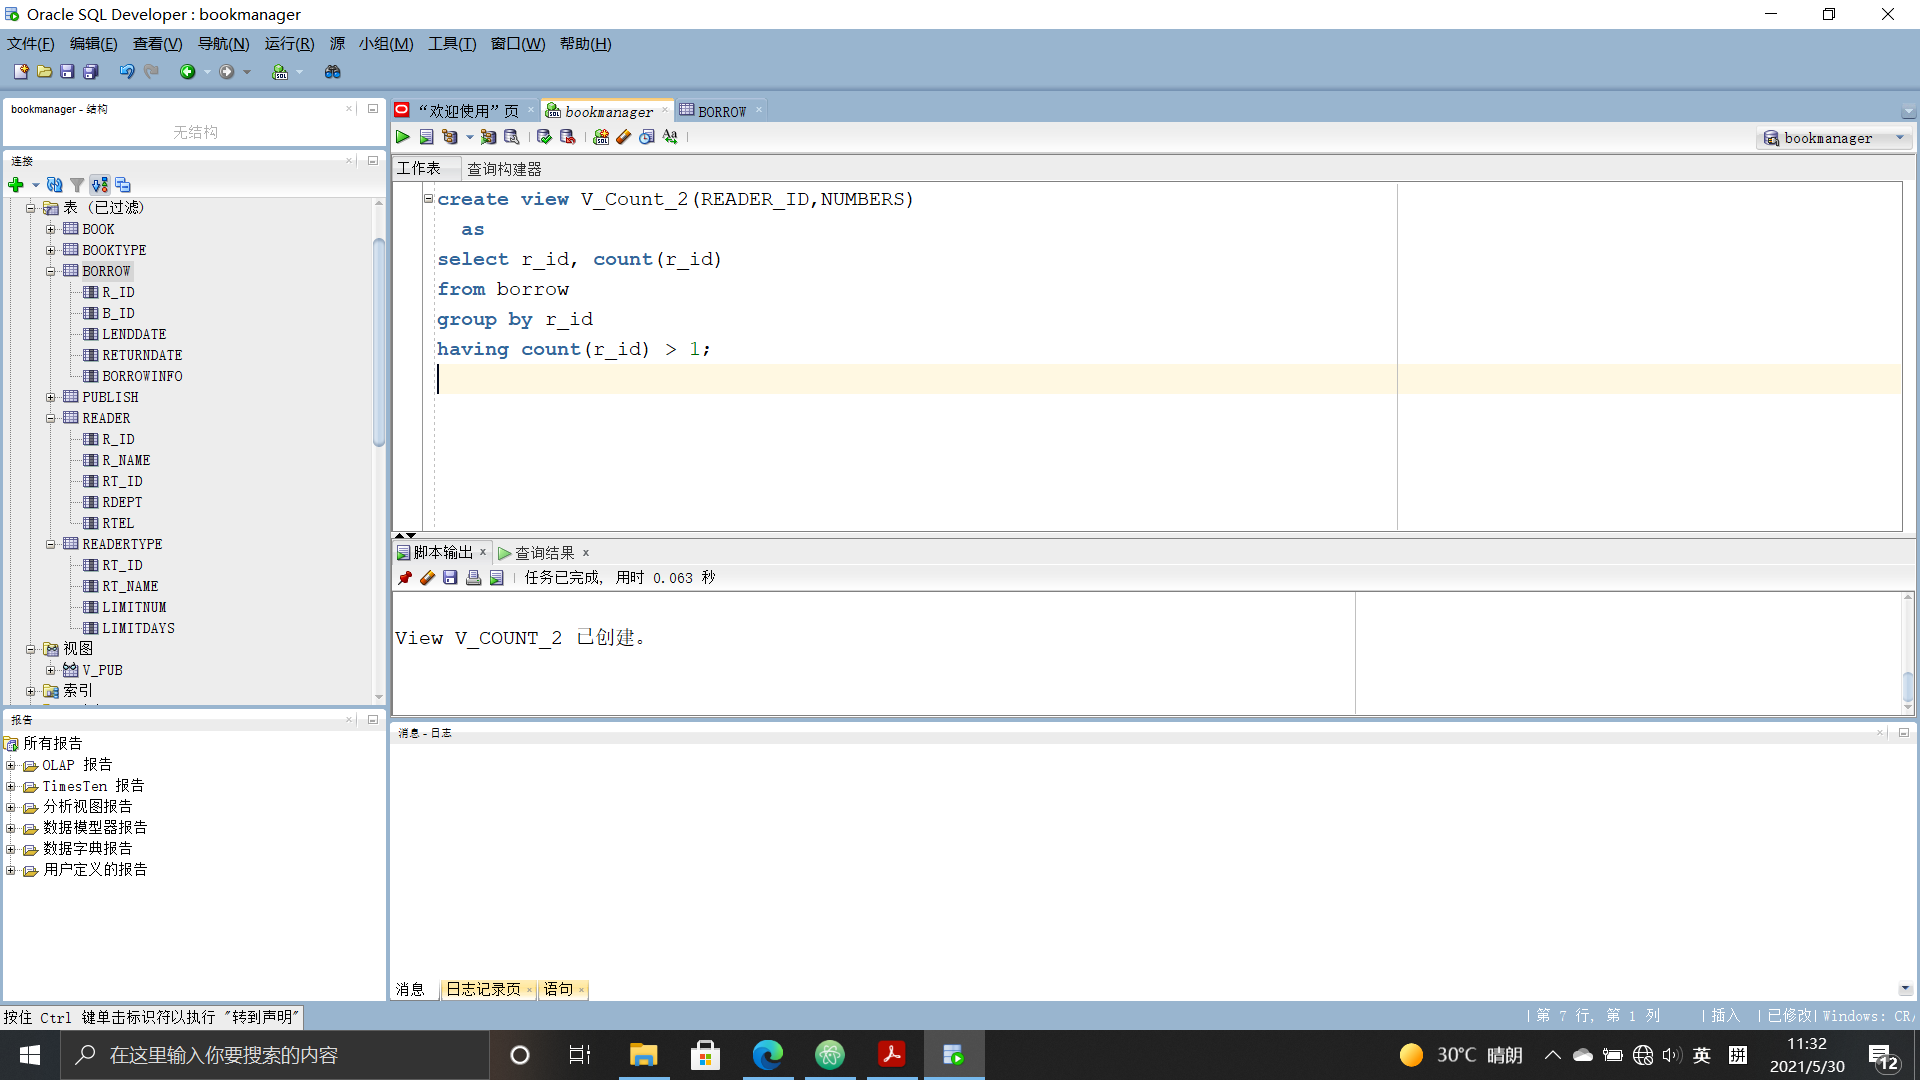 Oracle SQL Developer : bookmanager
文件(F) 编辑(E) 查看(V) 导航(N) 运行(R) 源 小组(M) 工具(T) 窗口(W) 帮助(H)
bookmanager - 结构
无结构
连接
表 (已过滤)
BOOK
BOOKTYPE
BORROW
R_ID
B_ID
LENDDATE
RETURNDATE
BORROWINFO
PUBLISH
READER
R_ID
R_NAME
RT_ID
RDEPT
RTEL
READERTYPE
RT_ID
RT_NAME
LIMITNUM
LIMITDAYS
视图
V_PUB
索引
报告
所有报告
OLAP 报告
TimesTen 报告
分析视图报告
数据模型器报告
数据字典报告
用户定义的报告
“欢迎使用”页 bookmanager BORROW
bookmanager
工作表 查询构建器
create view V_Count_2(READER_ID,NUMBERS)
as
select r_id, count(r_id)
from borrow
group by r_id
having count(r_id) > 1;
脚本输出 查询结果
任务已完成, 用时 0.063 秒
View V_COUNT_2 已创建。
消息 - 日志
消息 日志记录页 语句
按住 Ctrl 键单击标识符以执行 "转到声明"
第 7 行, 第 1 列 插入 已修改 Windows: CR/
在这里输入你要搜索的内容
30°C 晴朗
英
拼
11:32
2021/5/30
12